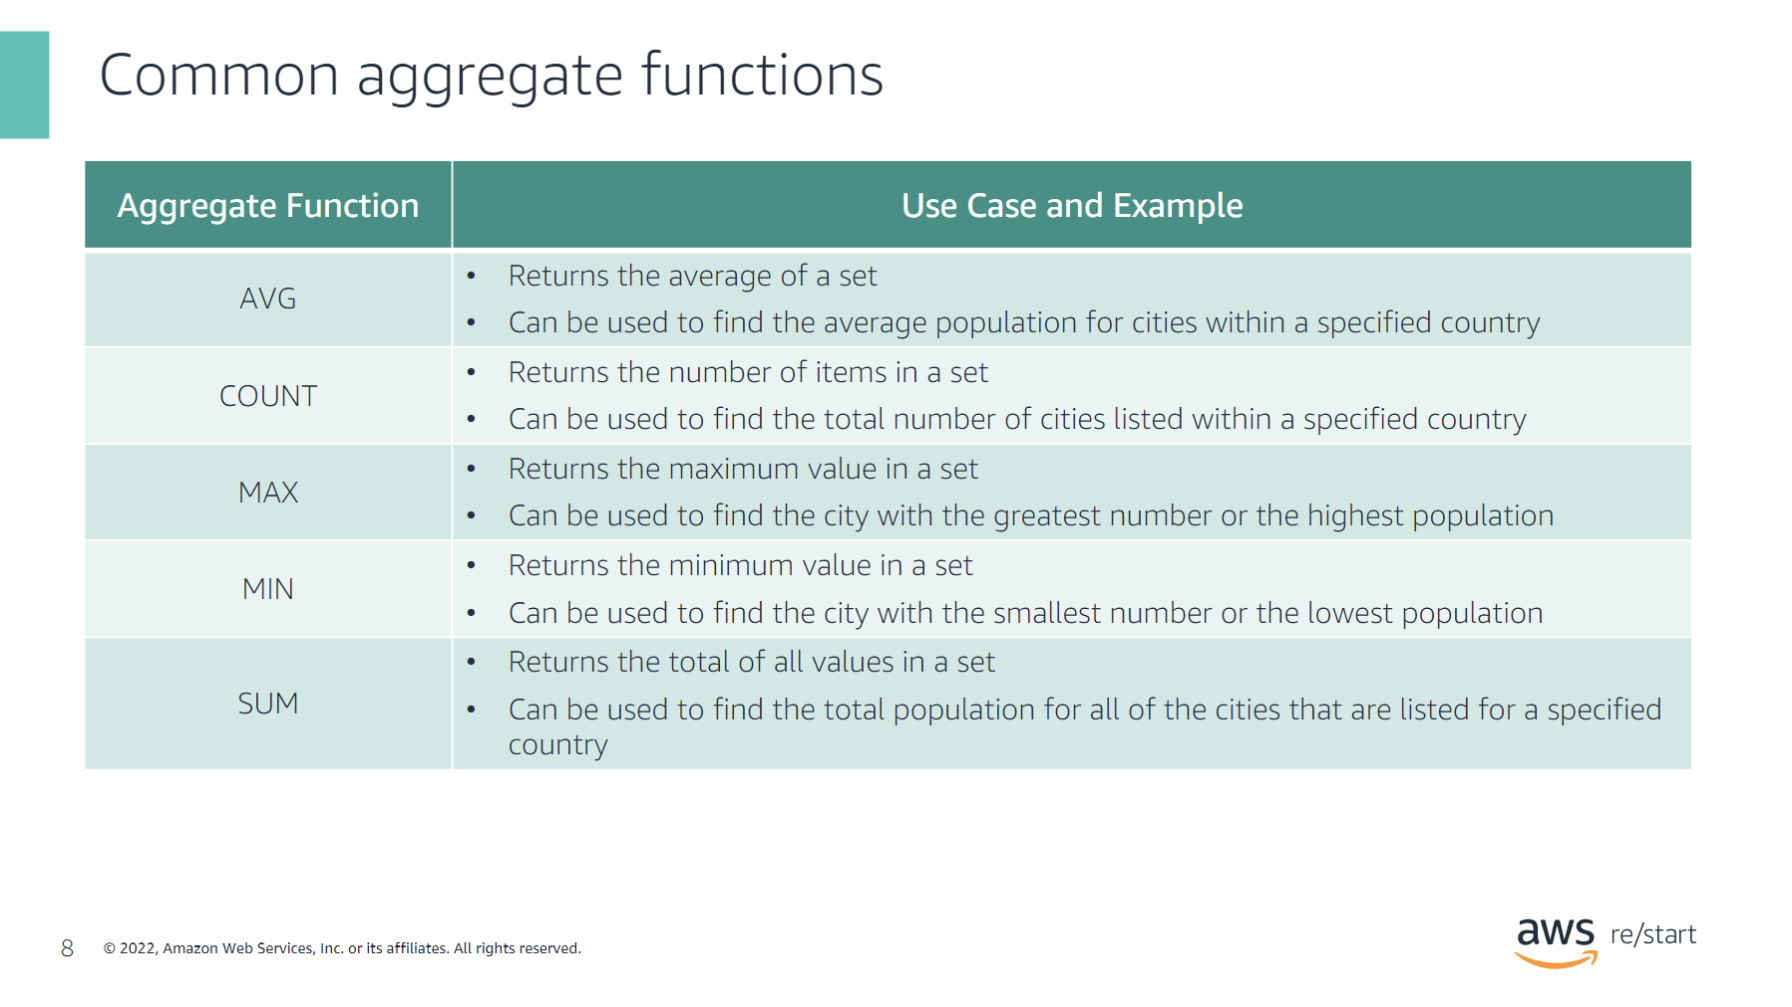 Common aggregate functions
Aggregate Function
Use Case and Example
AVG
• Returns the average of a set
• Can be used to find the average population for cities within a specified country
COUNT
• Returns the number of items in a set
• Can be used to find the total number of cities listed within a specified country
MAX
• Returns the maximum value in a set
• Can be used to find the city with the greatest number or the highest population
MIN
• Returns the minimum value in a set
• Can be used to find the city with the smallest number or the lowest population
SUM
• Returns the total of all values in a set
• Can be used to find the total population for all of the cities that are listed for a specified
country
8 © 2022, Amazon Web Services, Inc. or its affiliates. All rights reserved.
aws re/start